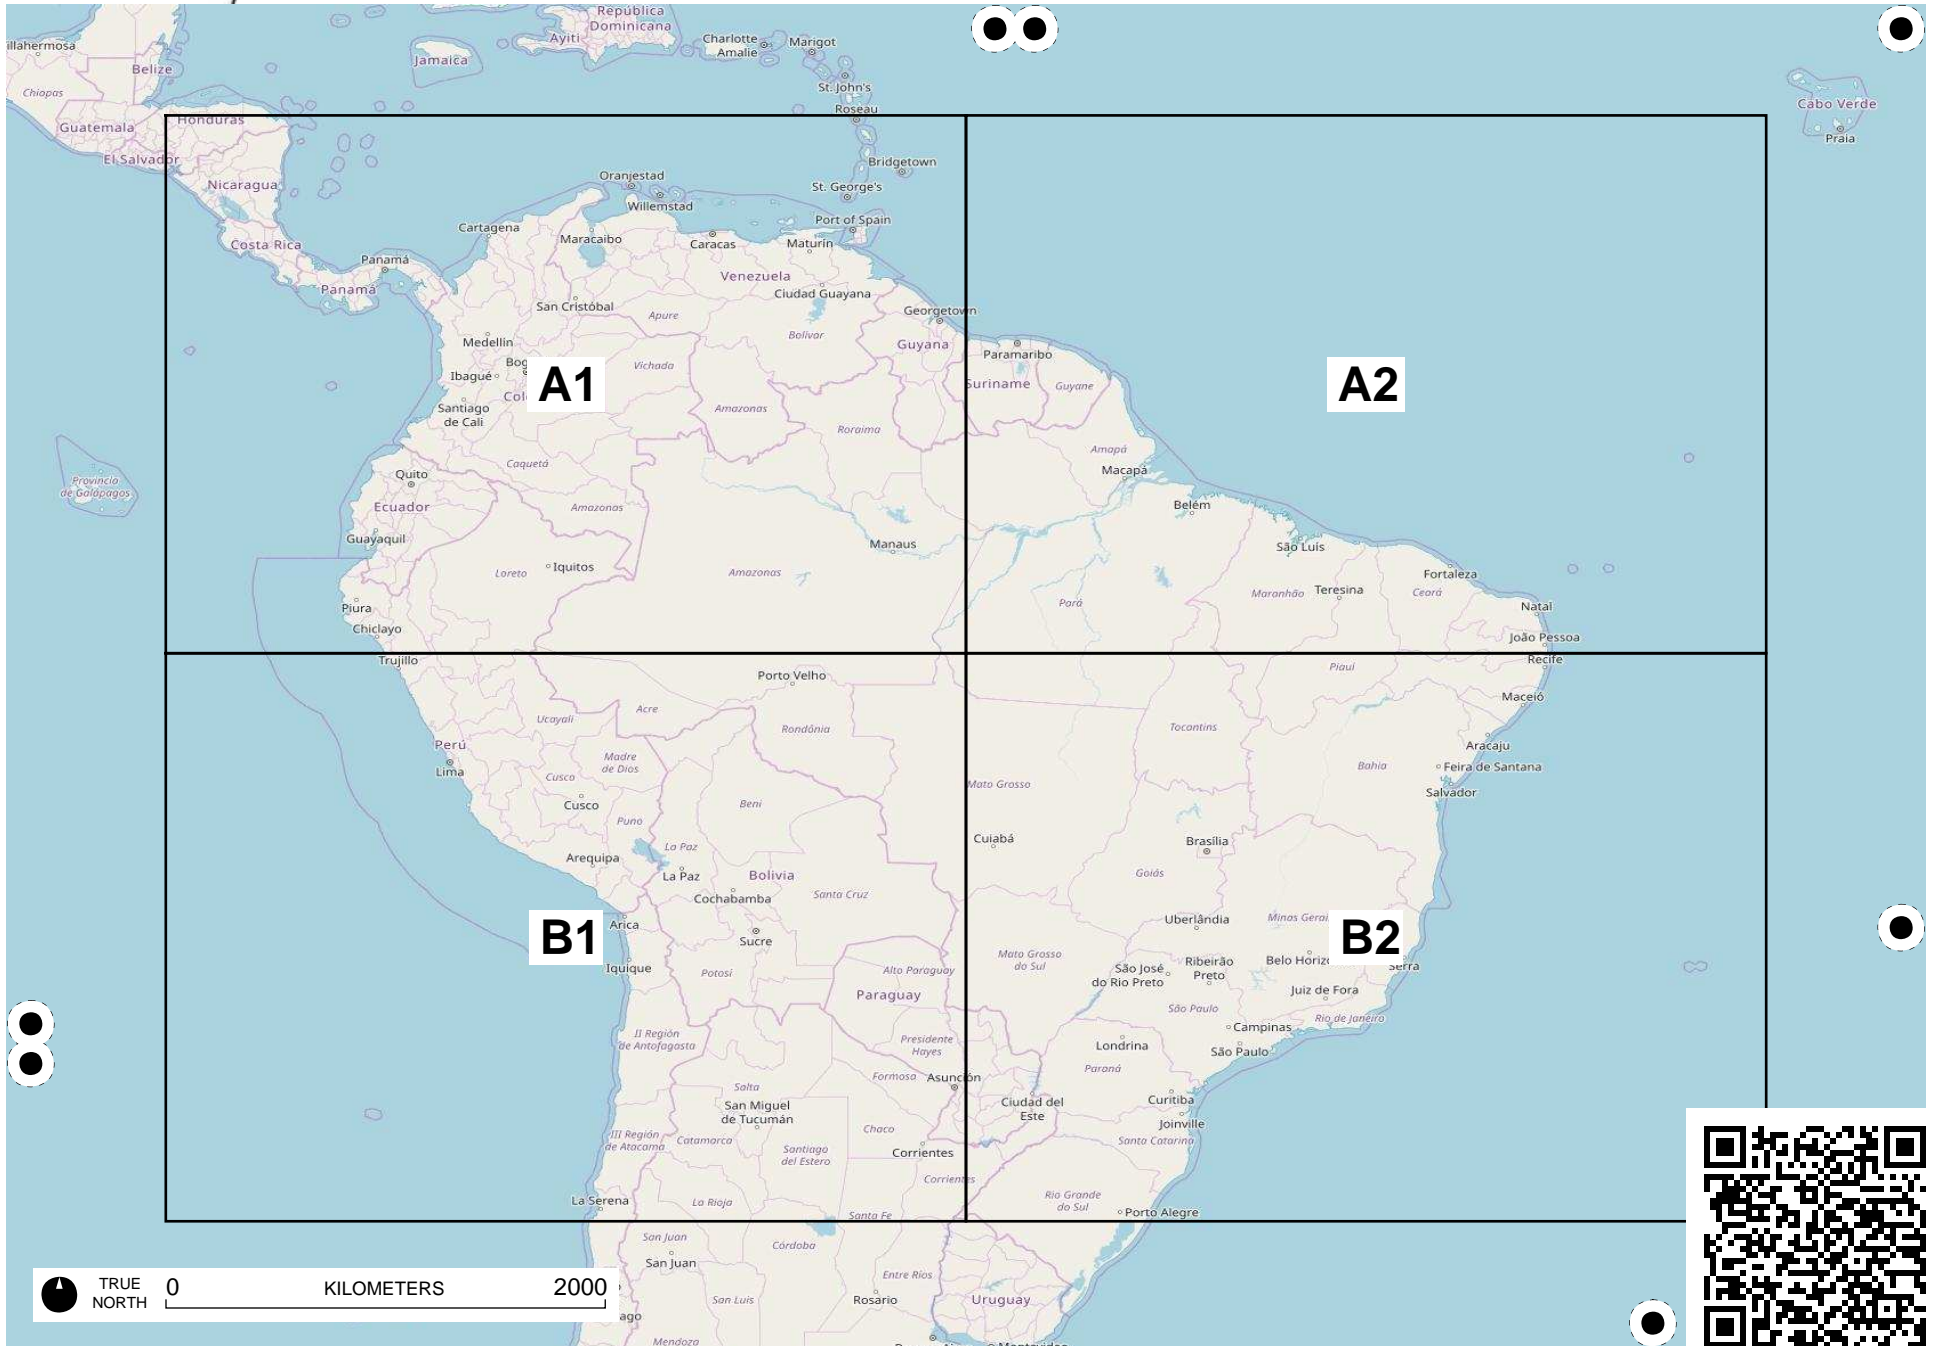 República
Dominicana
Ayiti
Charlotte
Amalie
Marigot
illahermosa
Jamaica
Belize
St. John's
Chiapas
Roseau
Cabo Verde
Praia
Guatemala
Honduras
El Salvador
Bridgetown
Nicaragua
Oranjestad
St. George's
Willemstad
Port of Spain
Cartagena
Costa Rica
Maracaibo
Caracas
Maturín
Panamá
Venezuela
Panamá
Ciudad Guayana
San Cristóbal
Apure
Georgetown
Bolívar
Medellín
Guyana
Paramaribo
Bog
Vichada
Ibagué
A1
Suriname
Guyane
A2
Col
Santiago
de Cali
Amazonas
Roraima
Amapá
Caquetá
Macapá
Quito
Provincia
de Galápagos
Ecuador
Amazonas
Belém
Guayaquil
Manaus
São Luís
Loreto
Iquitos
Amazonas
Fortaleza
Maranhão
Teresina
Ceará
Piura
Pará
Natal
Chiclayo
João Pessoa
Trujillo
Recife
Porto Velho
Piauí
Maceió
Acre
Ucayali
Rondônia
Tocantins
Perú
Aracaju
Madre
de Dios
Lima
Cusco
Bahia
Feira de Santana
Mato Grosso
Salvador
Cusco
Beni
Puno
Cuiabá
Brasília
La Paz
Arequipa
La Paz
Bolivia
Goiás
Cochabamba
Santa Cruz
Arica
B1
Uberlândia
Minas Gerai
B2
Sucre
Iquique
Potosí
Alto Paraguay
Mato Grosso
do Sul
São José
do Rio Preto
Ribeirão
Preto
Belo Horizo
Serra
Paraguay
Juiz de Fora
São Paulo
Rio de Janeiro
II Región
de Antofagasta
Presidente
Hayes
Campinas
Londrina
São Paulo
Formosa
Asunción
Paraná
Salta
San Miguel
de Tucumán
Ciudad del
Este
Curitiba
Joinville
III Región
de Atacama
Catamarca
Chaco
Santa Catarina
Santiago
del Estero
Corrientes
Corrientes
La Serena
La Rioja
Rio Grande
do Sul
Santa Fe
Porto Alegre
San Juan
Córdoba
San Juan
Entre Ríos
TRUE
NORTH
0
KILOMETERS
2000
San Luis
Rosario
Uruguay
ago
Mendoza